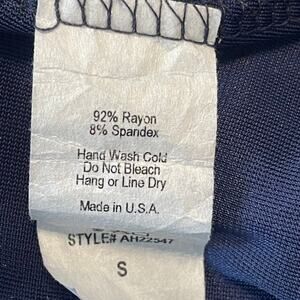 92% Rayon
8% Spandex
Hand Wash Cold
Do Not Bleach
Hang or Line Dry
Made in U.S.A.
STYLE# AH22547
S